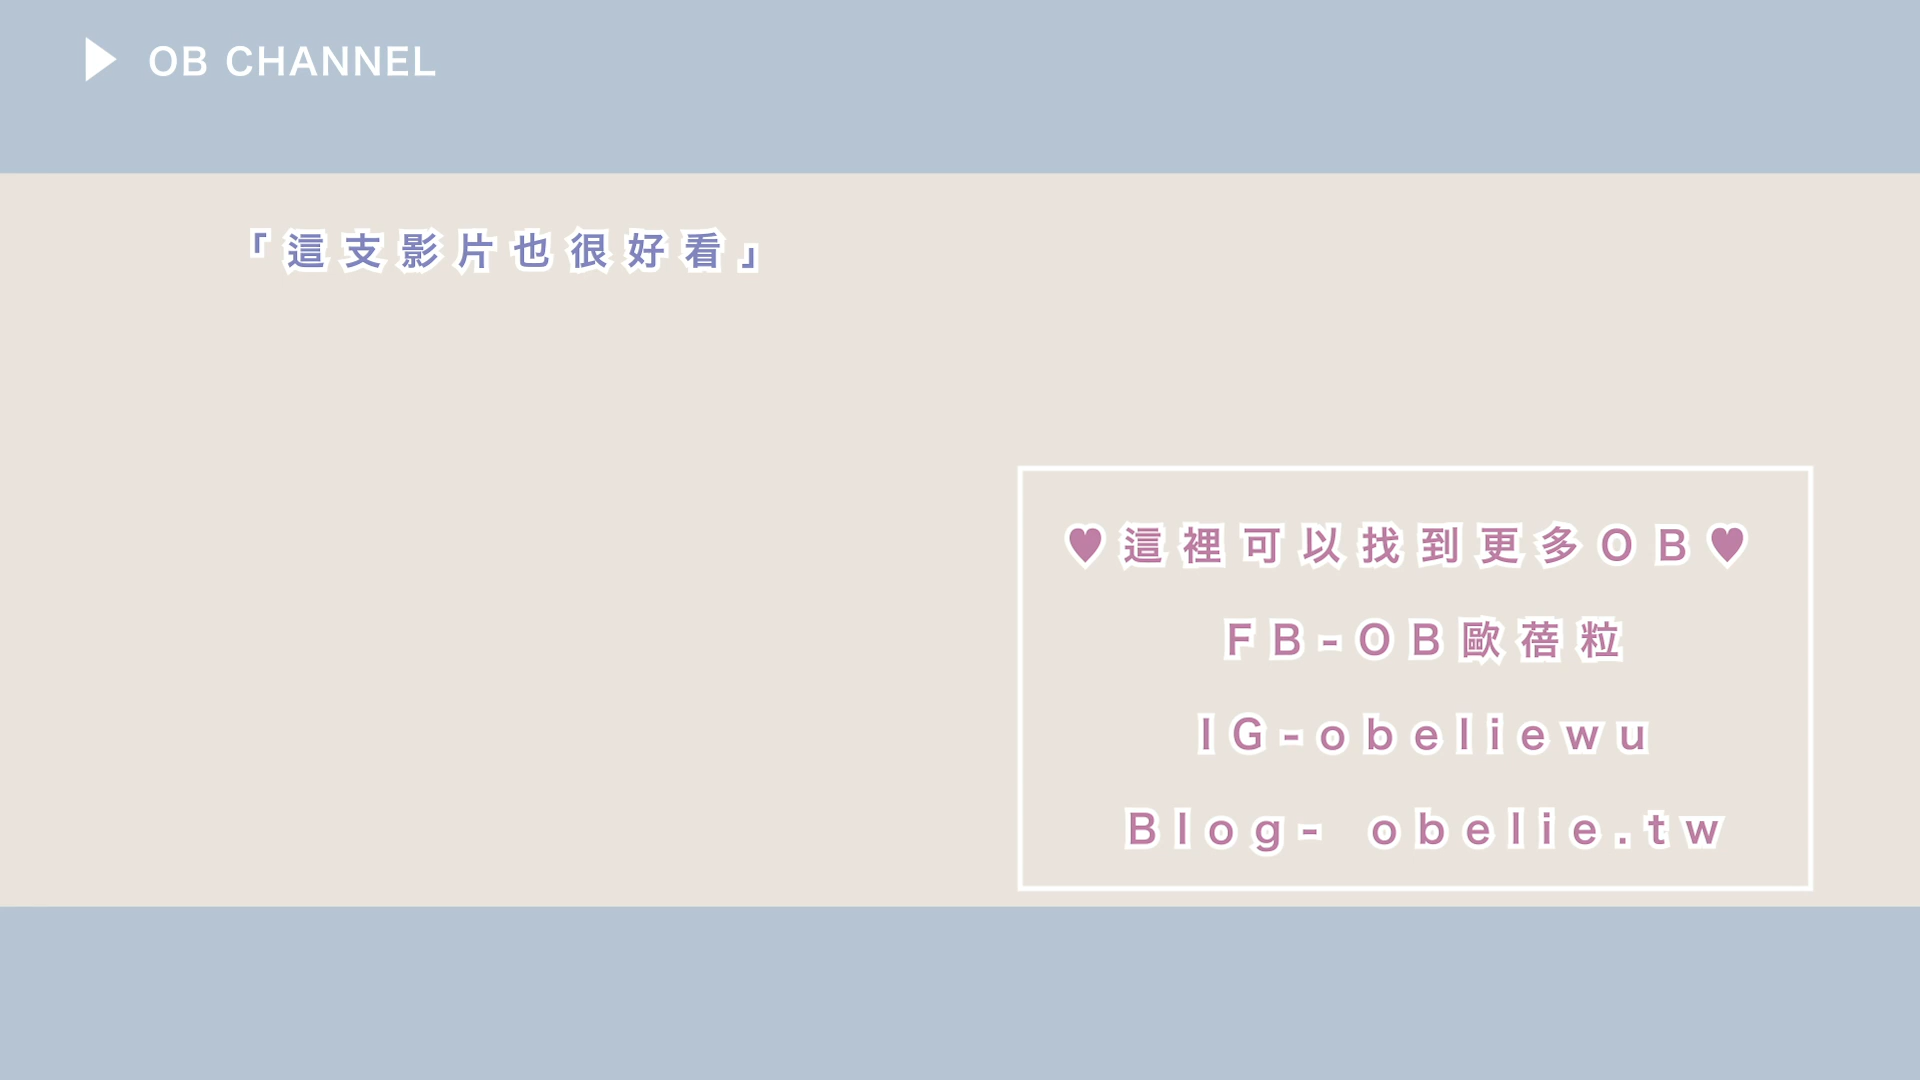 OB CHANNEL
「這支影片也很好看」
♥這裡可以找到更多OB♥
FB-OB歐蓓粒
IG-obeliewu
Blog- obelie.tw